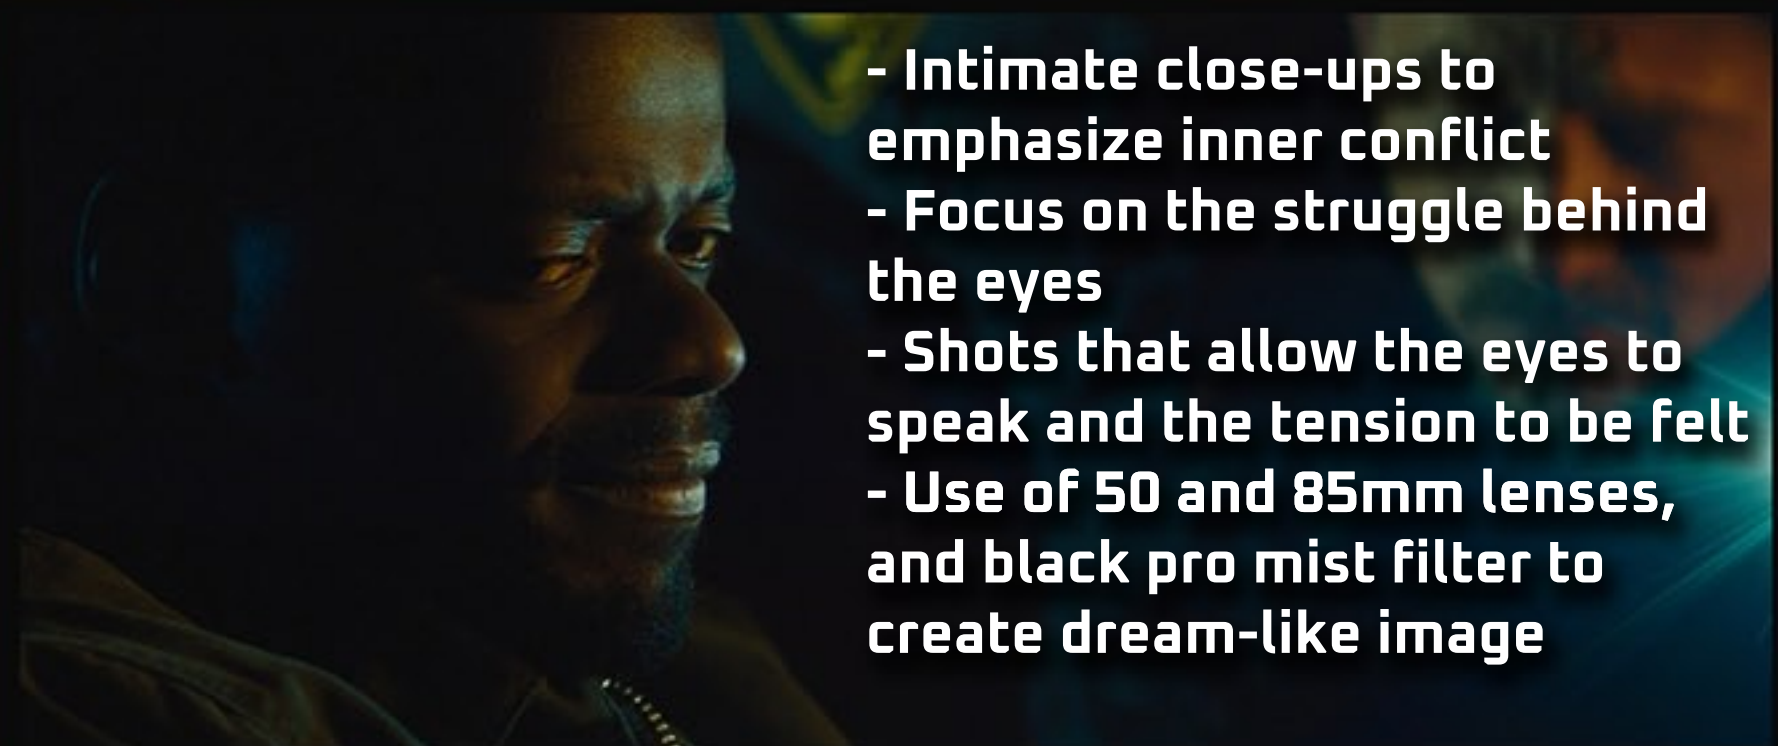 - Intimate close-ups to
emphasize inner conflict
- Focus on the struggle behind
the eyes
- Shots that allow the eyes to
speak and the tension to be felt
- Use of 50 and 85mm lenses,
and black pro mist filter to
create dream-like image